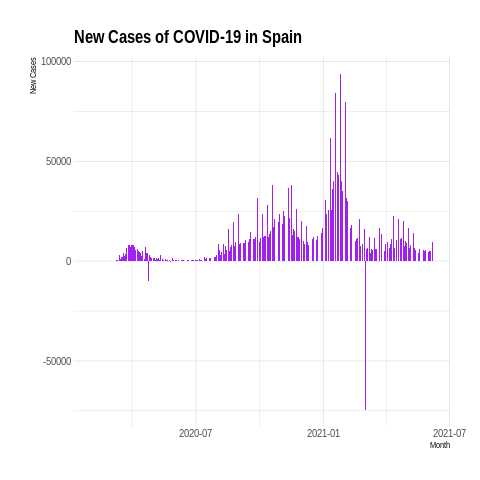 New Cases of COVID-19 in Spain
New Cases
100000
50000
0
-50000
2020-07
2021-01
2021-07
Month